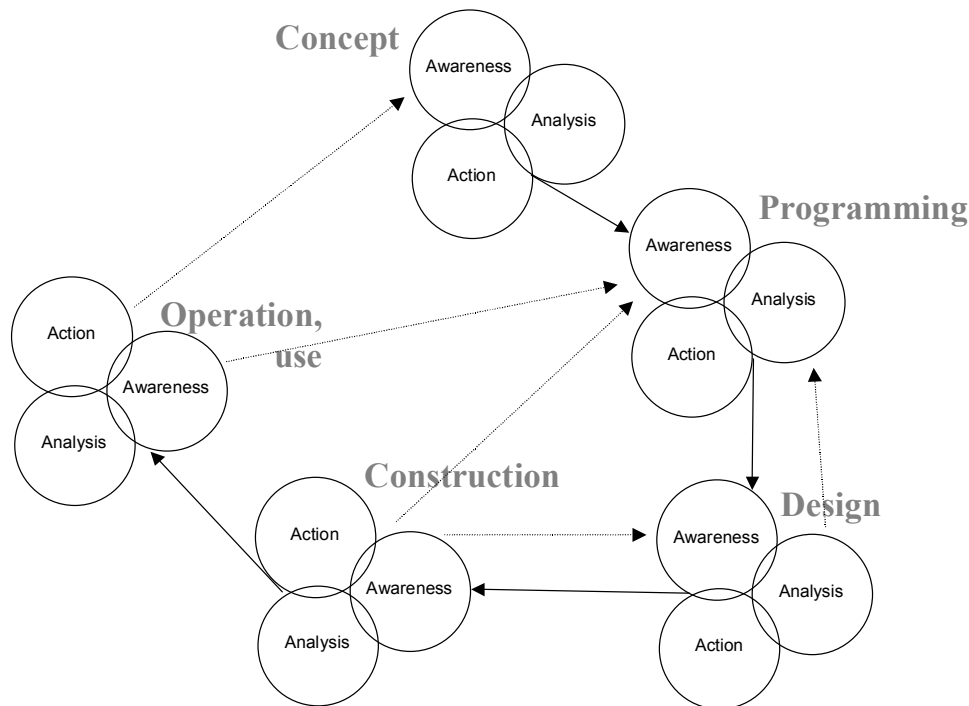 Concept
Awareness
Analysis
Action
Programming
Awareness
Analysis
Action
Operation,
use
Action
Awareness
Analysis
Construction
Action
Awareness
Analysis
Design
Awareness
Analysis
Action